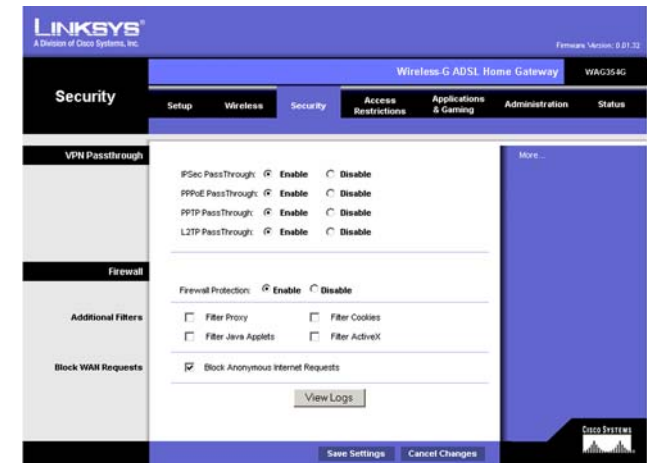 LINKSYS®
A Division of Cisco Systems, Inc.
Firmware Version: 0.01.32
Wireless-G ADSL Home Gateway WAG354G
Security
Setup Wireless Security Access Restrictions Applications & Gaming Administration Status
VPN Passthrough
More...
IPSec PassThrough: Enable Disable
PPPoE PassThrough: Enable Disable
PPTP PassThrough: Enable Disable
L2TP PassThrough: Enable Disable
Firewall
Firewall Protection: Enable Disable
Additional Filters
Filter Proxy Filter Cookies
Filter Java Applets Filter ActiveX
Block WAN Requests
Block Anonymous Internet Requests
View Logs
Save Settings Cancel Changes
CISCO SYSTEMS